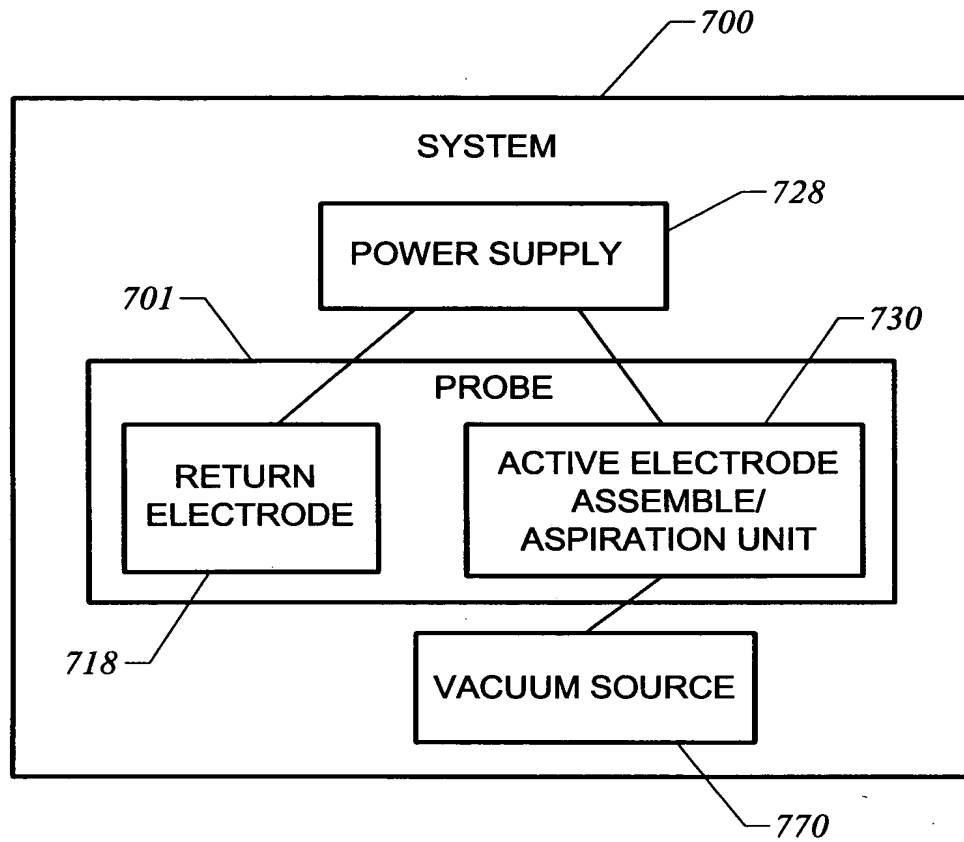 700
SYSTEM
728
POWER SUPPLY
701
730
PROBE
RETURN
ELECTRODE
ACTIVE ELECTRODE
ASSEMBLE/
ASPIRATION UNIT
718
VACUUM SOURCE
770